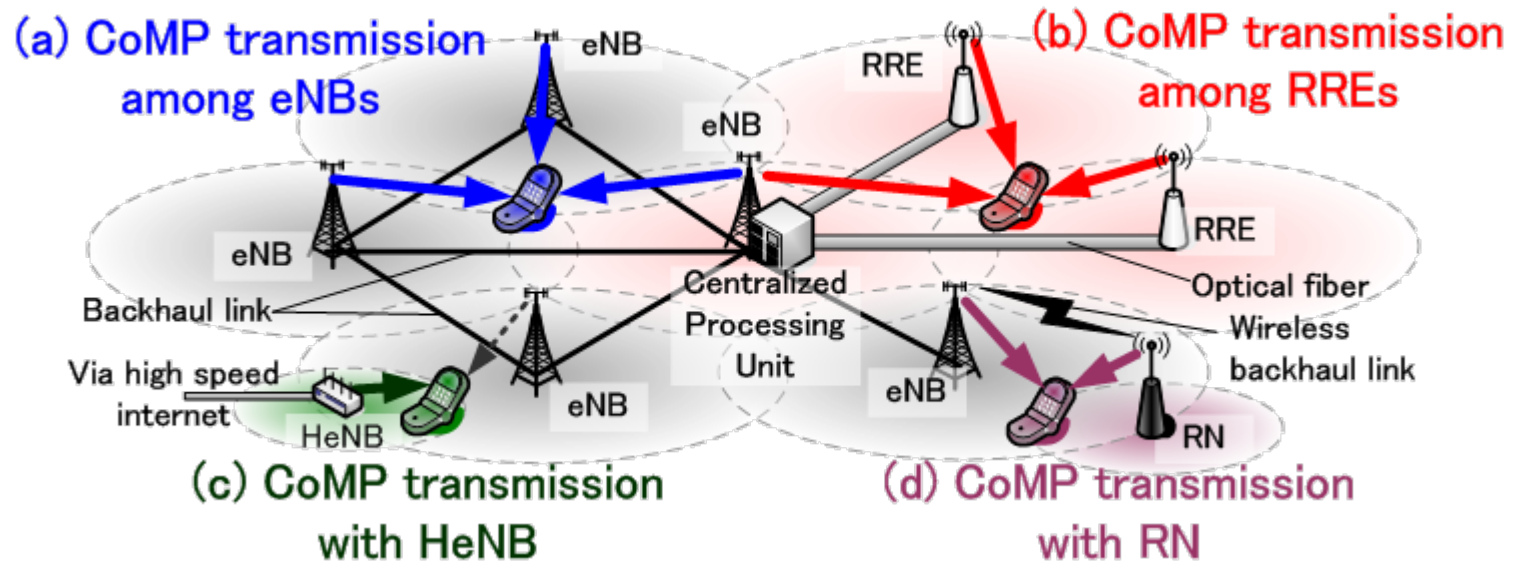 (a) CoMP transmission
among eNBs
eNB
RRE
(b) CoMP transmission
among RREs
eNB
eNB
RRE
Backhaul link
Centralized
Processing
Unit
Optical fiber
Wireless
backhaul link
Via high speed
internet
HeNB
eNB
eNB
RN
(c) CoMP transmission
with HeNB
(d) CoMP transmission
with RN